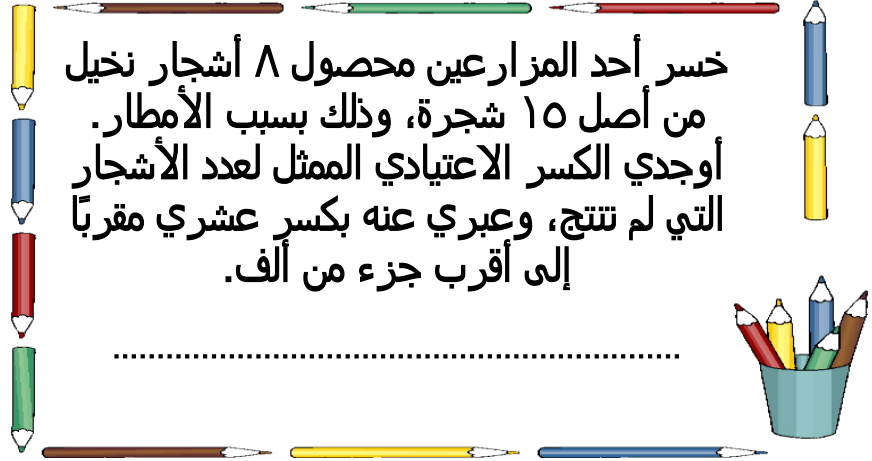 خسر أحد المزارعين محصول ٨ أشجار نخيل
من أصل ١٥ شجرة، وذلك بسبب الأمطار.
أوجدي الكسر الاعتيادي الممثل لعدد الأشجار
التي لم تنتج، وعبري عنه بكسر عشري مقربًا
إلى أقرب جزء من ألف.
................................................................